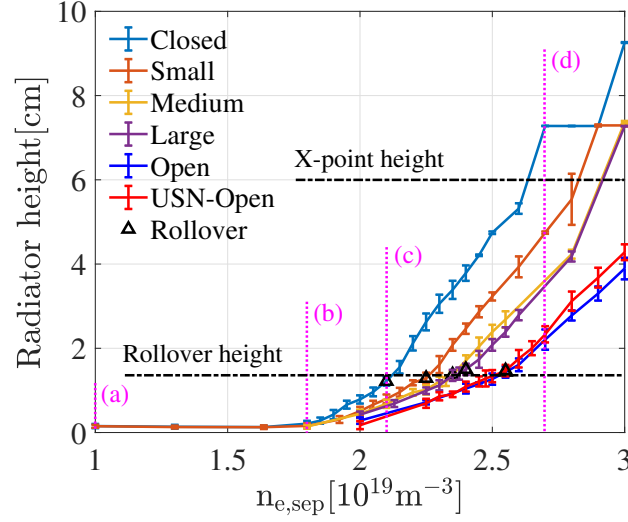 10
8
6
4
2
0
Radiator height[cm]
Closed
Small
Medium
Large
Open
USN-Open
Rollover
X-point height
Rollover height
(a)
(b)
(c)
(d)
1 1.5 2 2.5 3
n_{e,sep}[10^{19}m^{-3}]